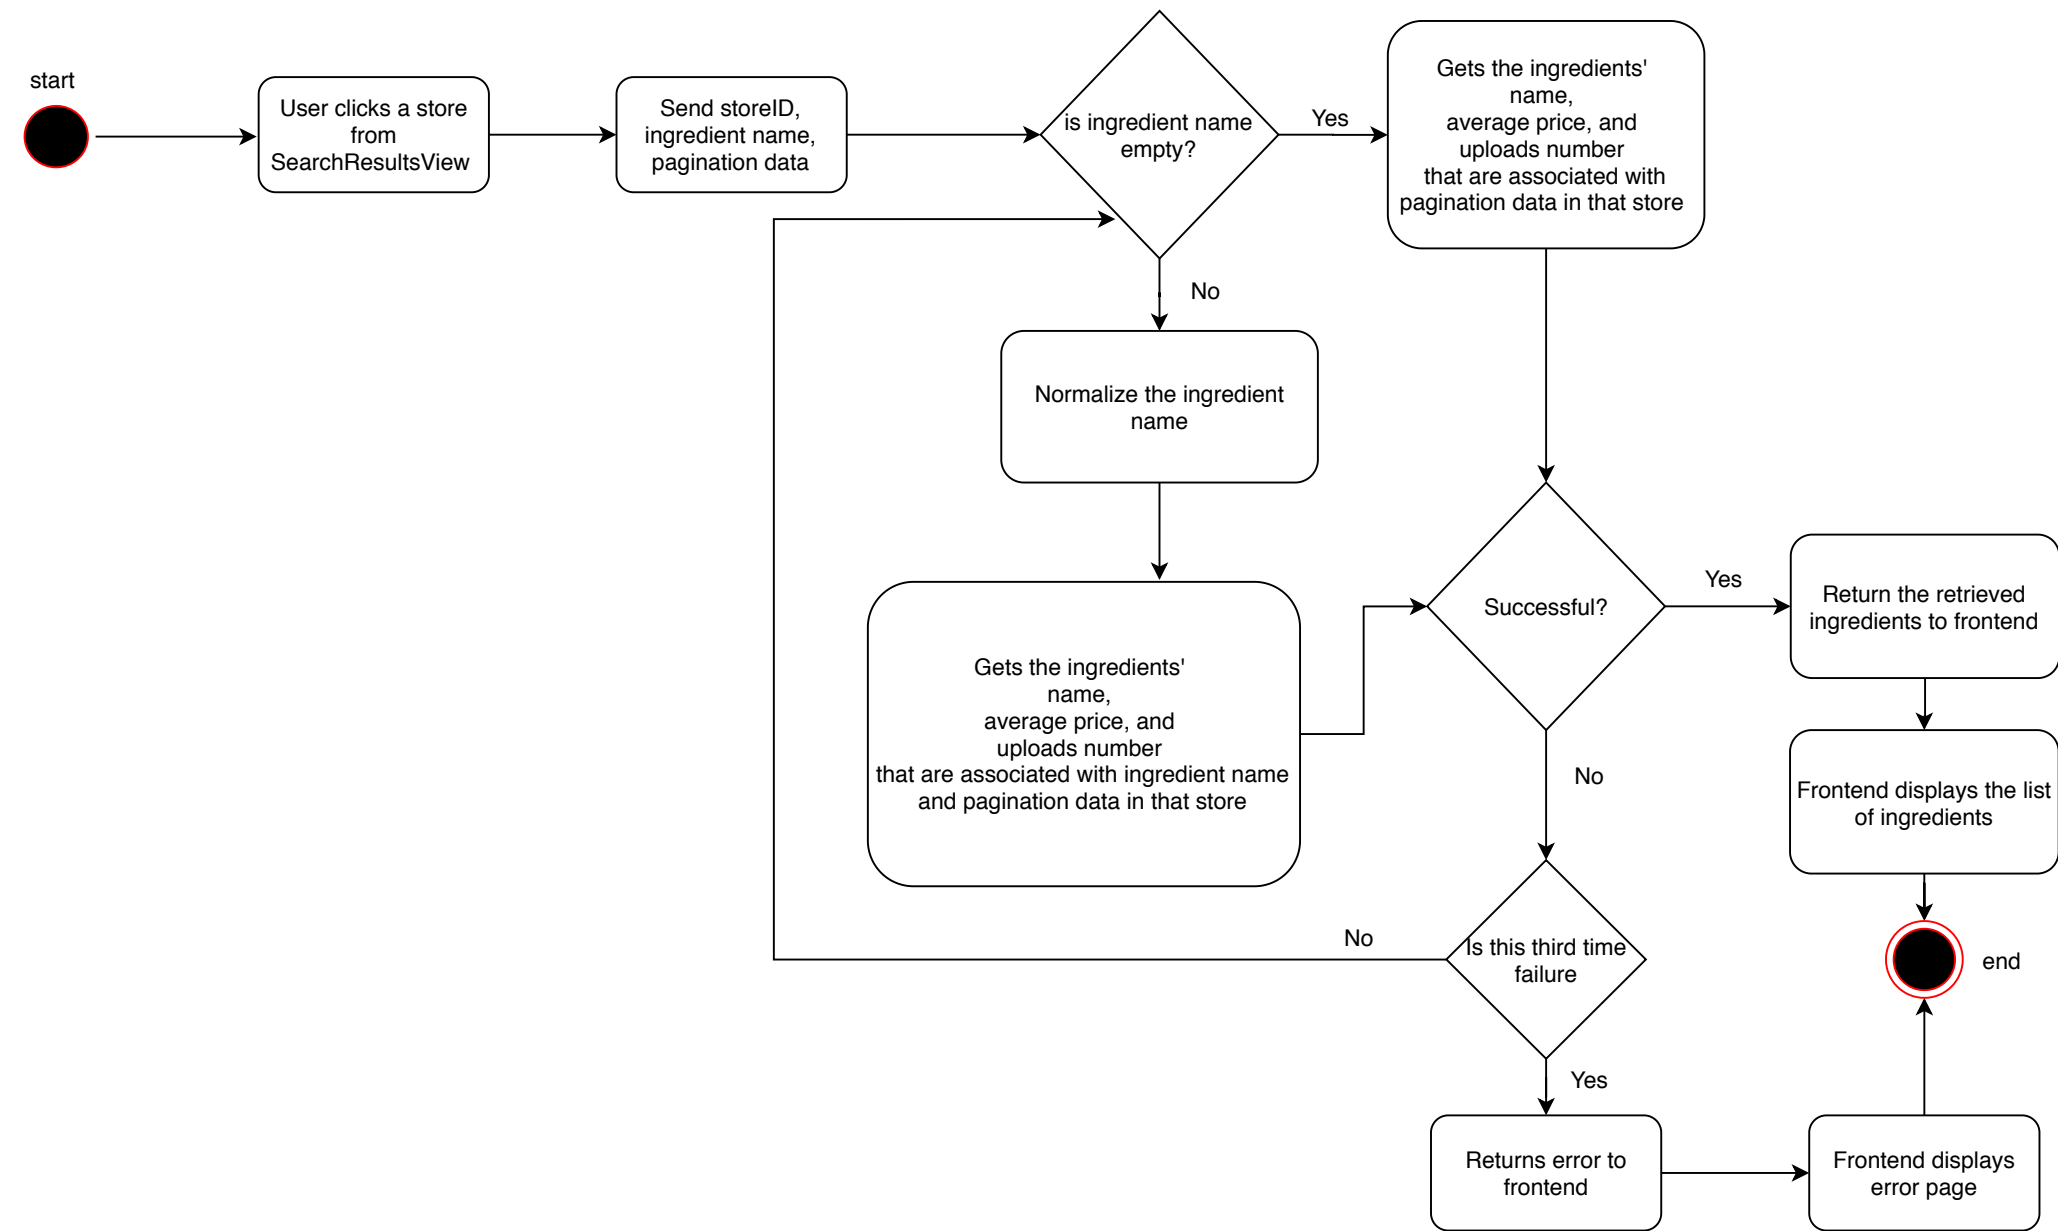 start
User clicks a store
from
SearchResultsView
Send storeID,
ingredient name,
pagination data
is ingredient name
empty?
Yes
Gets the ingredients'
name,
average price, and
uploads number
that are associated with
pagination data in that store
No
Normalize the ingredient
name
Gets the ingredients'
name,
average price, and
uploads number
that are associated with ingredient name
and pagination data in that store
Successful?
Yes
Return the retrieved
ingredients to frontend
No
Frontend displays the list
of ingredients
No
Is this third time
failure
end
Yes
Returns error to
frontend
Frontend displays
error page